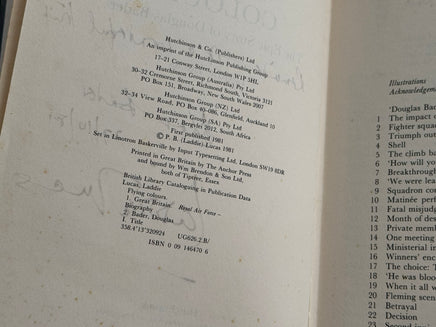 Hutchinson & Co. (Publishers) Ltd
An imprint of the Hutchinson Publishing Group
17–21 Conway Street, London W1P 5HL
Hutchinson Group (Australia) Pty Ltd
30–32 Cremorne Street, Richmond South, Victoria 3121
PO Box 151, Broadway, New South Wales 2007
Hutchinson Group (NZ) Ltd
32–34 View Road, PO Box 40-086, Glenfield, Auckland 10
Hutchinson Group (SA) Pty Ltd
PO Box 337, Bergvlei 2012, South Africa
First published 1981
© P. B. (Laddie) Lucas 1981
Set in Linotron Baskerville by Input Typesetting Ltd, London SW19 8DR
Printed in Great Britain by The Anchor Press
and bound by Wm Brendon & Son Ltd,
both of Tiptree, Essex
British Library Cataloguing in Publication Data
Lucas, Laddie
Flying colours.
1. Great Britain Royal Air Force –
Biography
2. Bader, Douglas
I. Title
358.4'13'320924 UG626.2.B/
ISBN 0 09 146470 6
Illustrations
Acknowledgeme
'Douglas Ba
1 The impact o
2 Fighter squa
3 Triumph out
4 Shell
5 The climb ba
6 'How will yo
7 Breakthroug
8 'We were lea
9 Squadron co
10 Matinée perf
11 Fatal misjudg
12 Month of des
13 Private mem
14 One meeting
15 Ministerial in
16 Winners' enc
17 The choice: T
18 'He was bloo
19 When it all w
20 Fleming scen
21 Betrayal
22 Decision